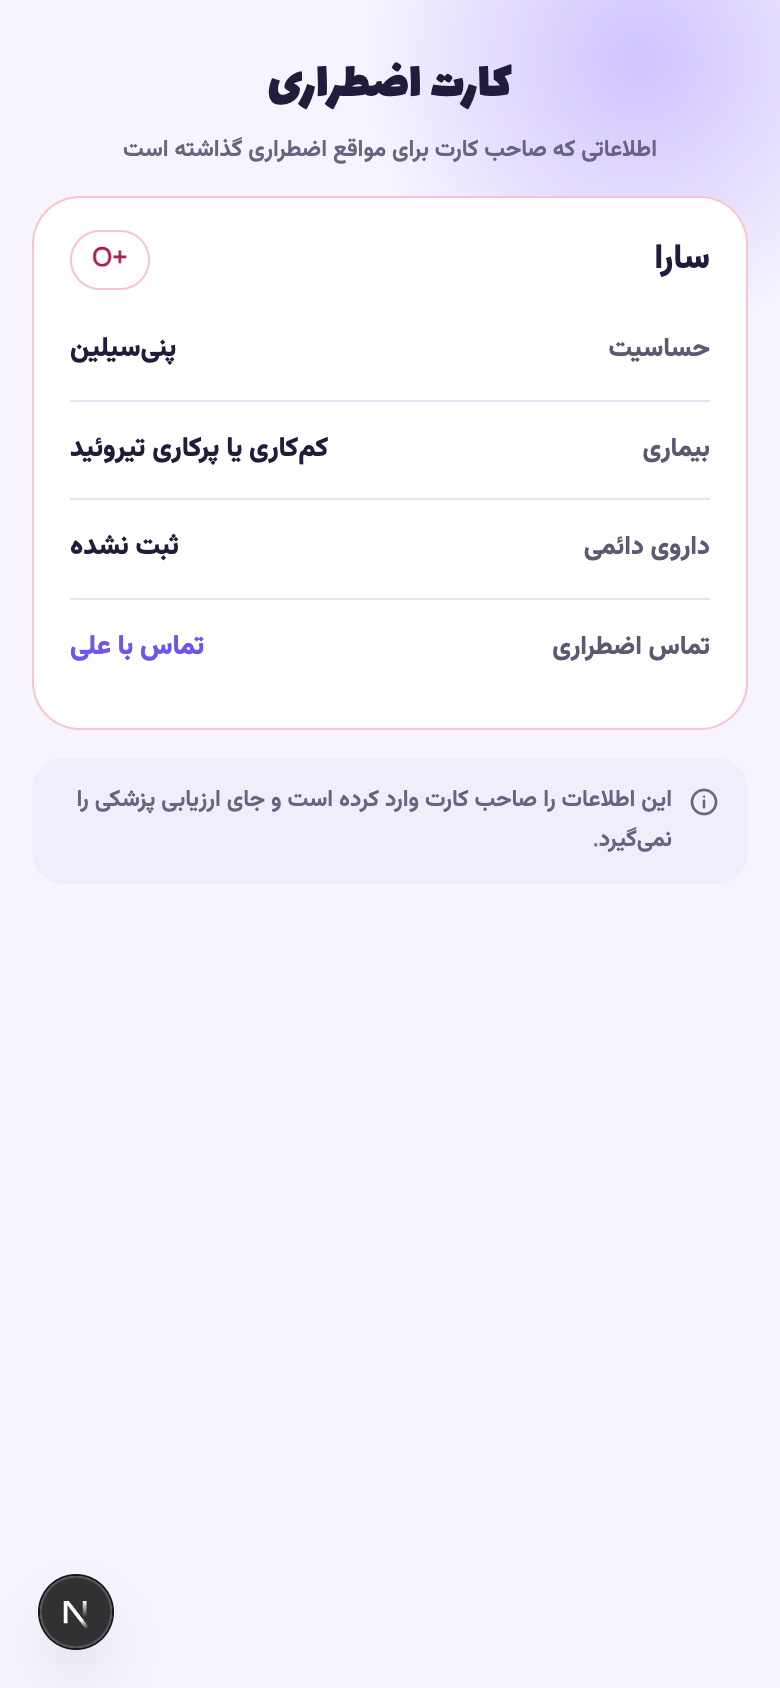 کارت اضطراری
اطلاعاتی که صاحب کارت برای مواقع اضطراری گذاشته است
سارا
O+
حساسیت
پنی‌سیلین
بیماری
کم‌کاری یا پرکاری تیروئید
داروی دائمی
ثبت نشده
تماس اضطراری
تماس با علی
این اطلاعات را صاحب کارت وارد کرده است و جای ارزیابی پزشکی را
نمی‌گیرد.
N